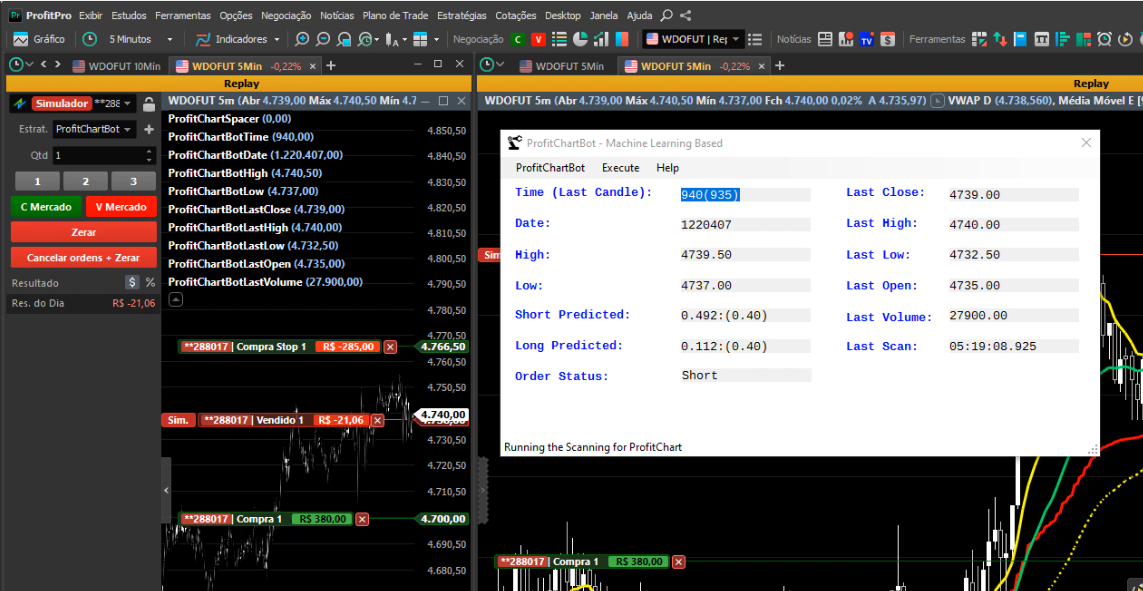 ProfitPro Exibir Estudos Ferramentas Opções Negociação Notícias Plano de Trade Estratégias Cotações Desktop Janela Ajuda
Gráfico 5 Minutos Indicadores Negociação C V WDOFUT | Rep Notícias TV $ Ferramentas
WDOFUT 10Min WDOFUT 5Min -0,22% × +
WDOFUT 5Min WDOFUT 5Min -0,22% × +
Replay
Replay
Simulador **288
WDOFUT 5m (Abr 4.739,00 Máx 4.740,50 Mín 4.7
WDOFUT 5m (Abr 4.739,00 Máx 4.740,50 Mín 4.737,00 Fch 4.740,00 0,02% A 4.735,97) VWAP D (4.738,560), Média Móvel E [9
Estrat. ProfitChartBot
Qtd 1
1 2 3
C Mercado V Mercado
Zerar
Cancelar ordens + Zerar
Resultado $ %
Res. do Dia R$ -21,06
ProfitChartSpacer (0,00)
ProfitChartBotTime (940,00)
ProfitChartBotDate (1.220.407,00)
ProfitChartBotHigh (4.740,50)
ProfitChartBotLow (4.737,00)
ProfitChartBotLastClose (4.739,00)
ProfitChartBotLastHigh (4.740,00)
ProfitChartBotLastLow (4.732,50)
ProfitChartBotLastOpen (4.735,00)
ProfitChartBotLastVolume (27.900,00)
4.850,50
4.840,50
4.830,50
4.820,50
4.810,50
4.800,50
4.790,50
4.780,50
4.770,50
**288017 | Compra Stop 1 R$ -285,00 4.766,50
4.760,50
4.750,50
4.740,00
Sim. **288017 | Vendido 1 R$ -21,06
4.730,50
4.720,50
4.710,50
**288017 | Compra 1 R$ 380,00 4.700,00
4.690,50
4.680,50
Sim
ProfitChartBot - Machine Learning Based
ProfitChartBot Execute Help
Time (Last Candle): 940(935) Last Close: 4739.00
Date: 1220407 Last High: 4740.00
High: 4739.50 Last Low: 4732.50
Low: 4737.00 Last Open: 4735.00
Short Predicted: 0.492:(0.40) Last Volume: 27900.00
Long Predicted: 0.112:(0.40) Last Scan: 05:19:08.925
Order Status: Short
Running the Scanning for ProfitChart
**288017 | Compra 1 R$ 380,00